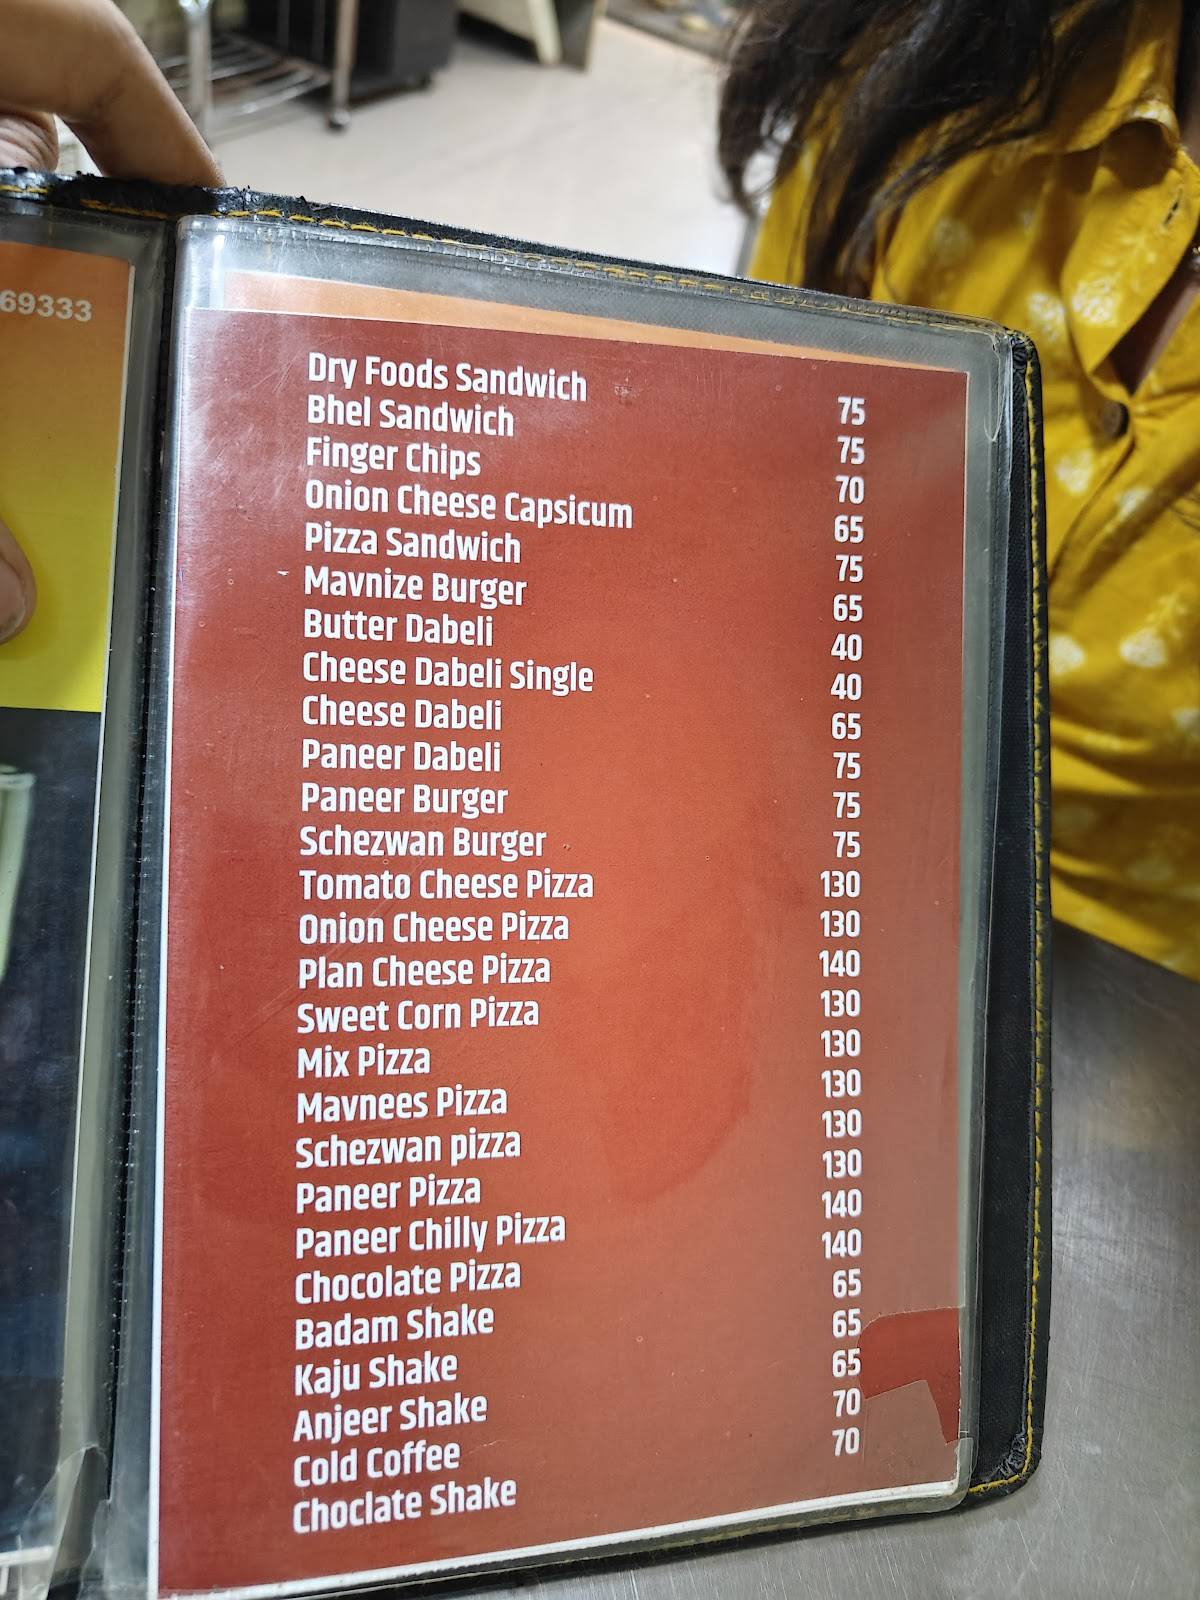 69333
Dry Foods Sandwich 75
Bhel Sandwich 75
Finger Chips 70
Onion Cheese Capsicum 65
Pizza Sandwich 75
Mavnize Burger 65
Butter Dabeli 40
Cheese Dabeli Single 40
Cheese Dabeli 65
Paneer Dabeli 75
Paneer Burger 75
Schezwan Burger 75
Tomato Cheese Pizza 130
Onion Cheese Pizza 130
Plan Cheese Pizza 140
Sweet Corn Pizza 130
Mix Pizza 130
Mavnees Pizza 130
Schezwan pizza 130
Paneer Pizza 130
Paneer Chilly Pizza 140
Chocolate Pizza 140
Badam Shake 65
Kaju Shake 65
Anjeer Shake 65
Cold Coffee 70
Choclate Shake 70